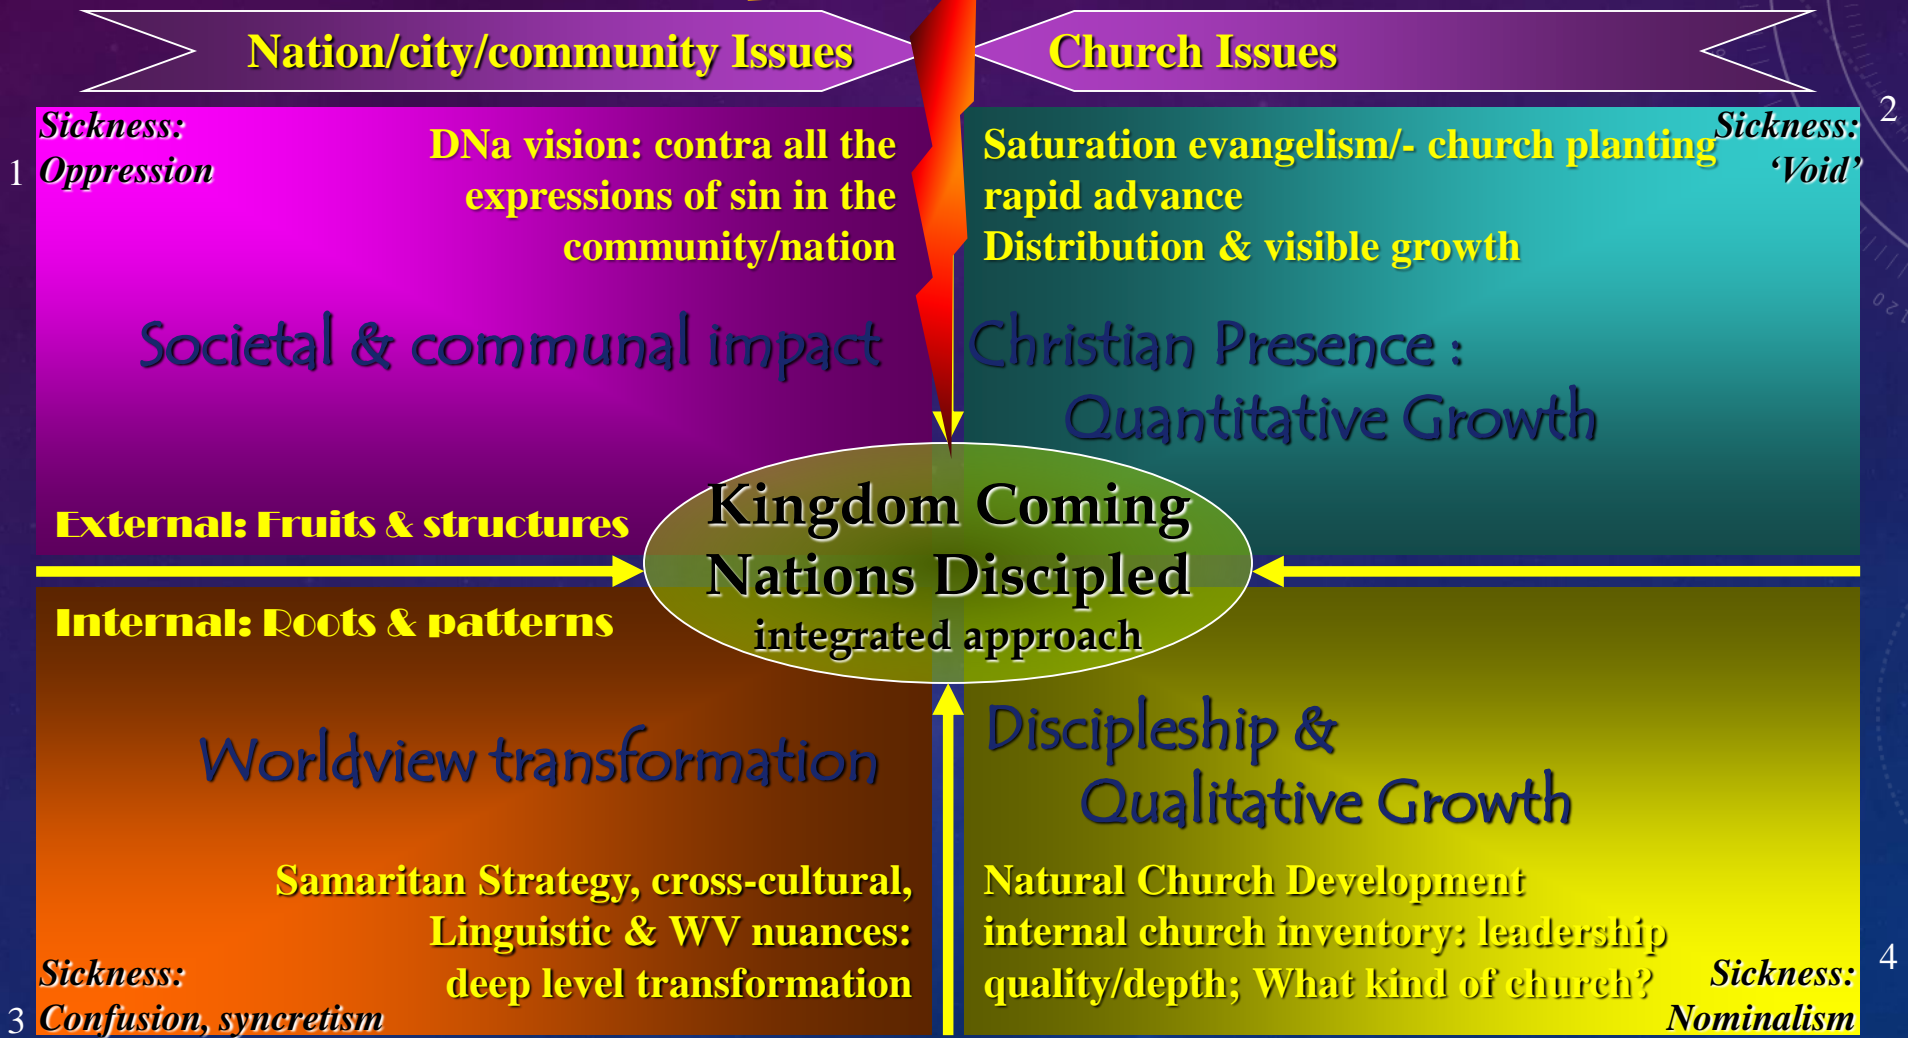 Nation/city/community Issues
Church Issues
1
Sickness:
Oppression
DNa vision: contra all the
expressions of sin in the
community/nation
Societal & communal impact
External: Fruits & structures
2
Sickness:
‘Void’
Saturation evangelism/- church planting
rapid advance
Distribution & visible growth
Christian Presence :
Quantitative Growth
Kingdom Coming
Nations Discipled
integrated approach
Internal: Roots & patterns
Worldview transformation
Samaritan Strategy, cross-cultural,
Linguistic & WV nuances:
deep level transformation
3
Sickness:
Confusion, syncretism
Discipleship &
Qualitative Growth
Natural Church Development
internal church inventory: leadership
quality/depth; What kind of church?
4
Sickness:
Nominalism
120